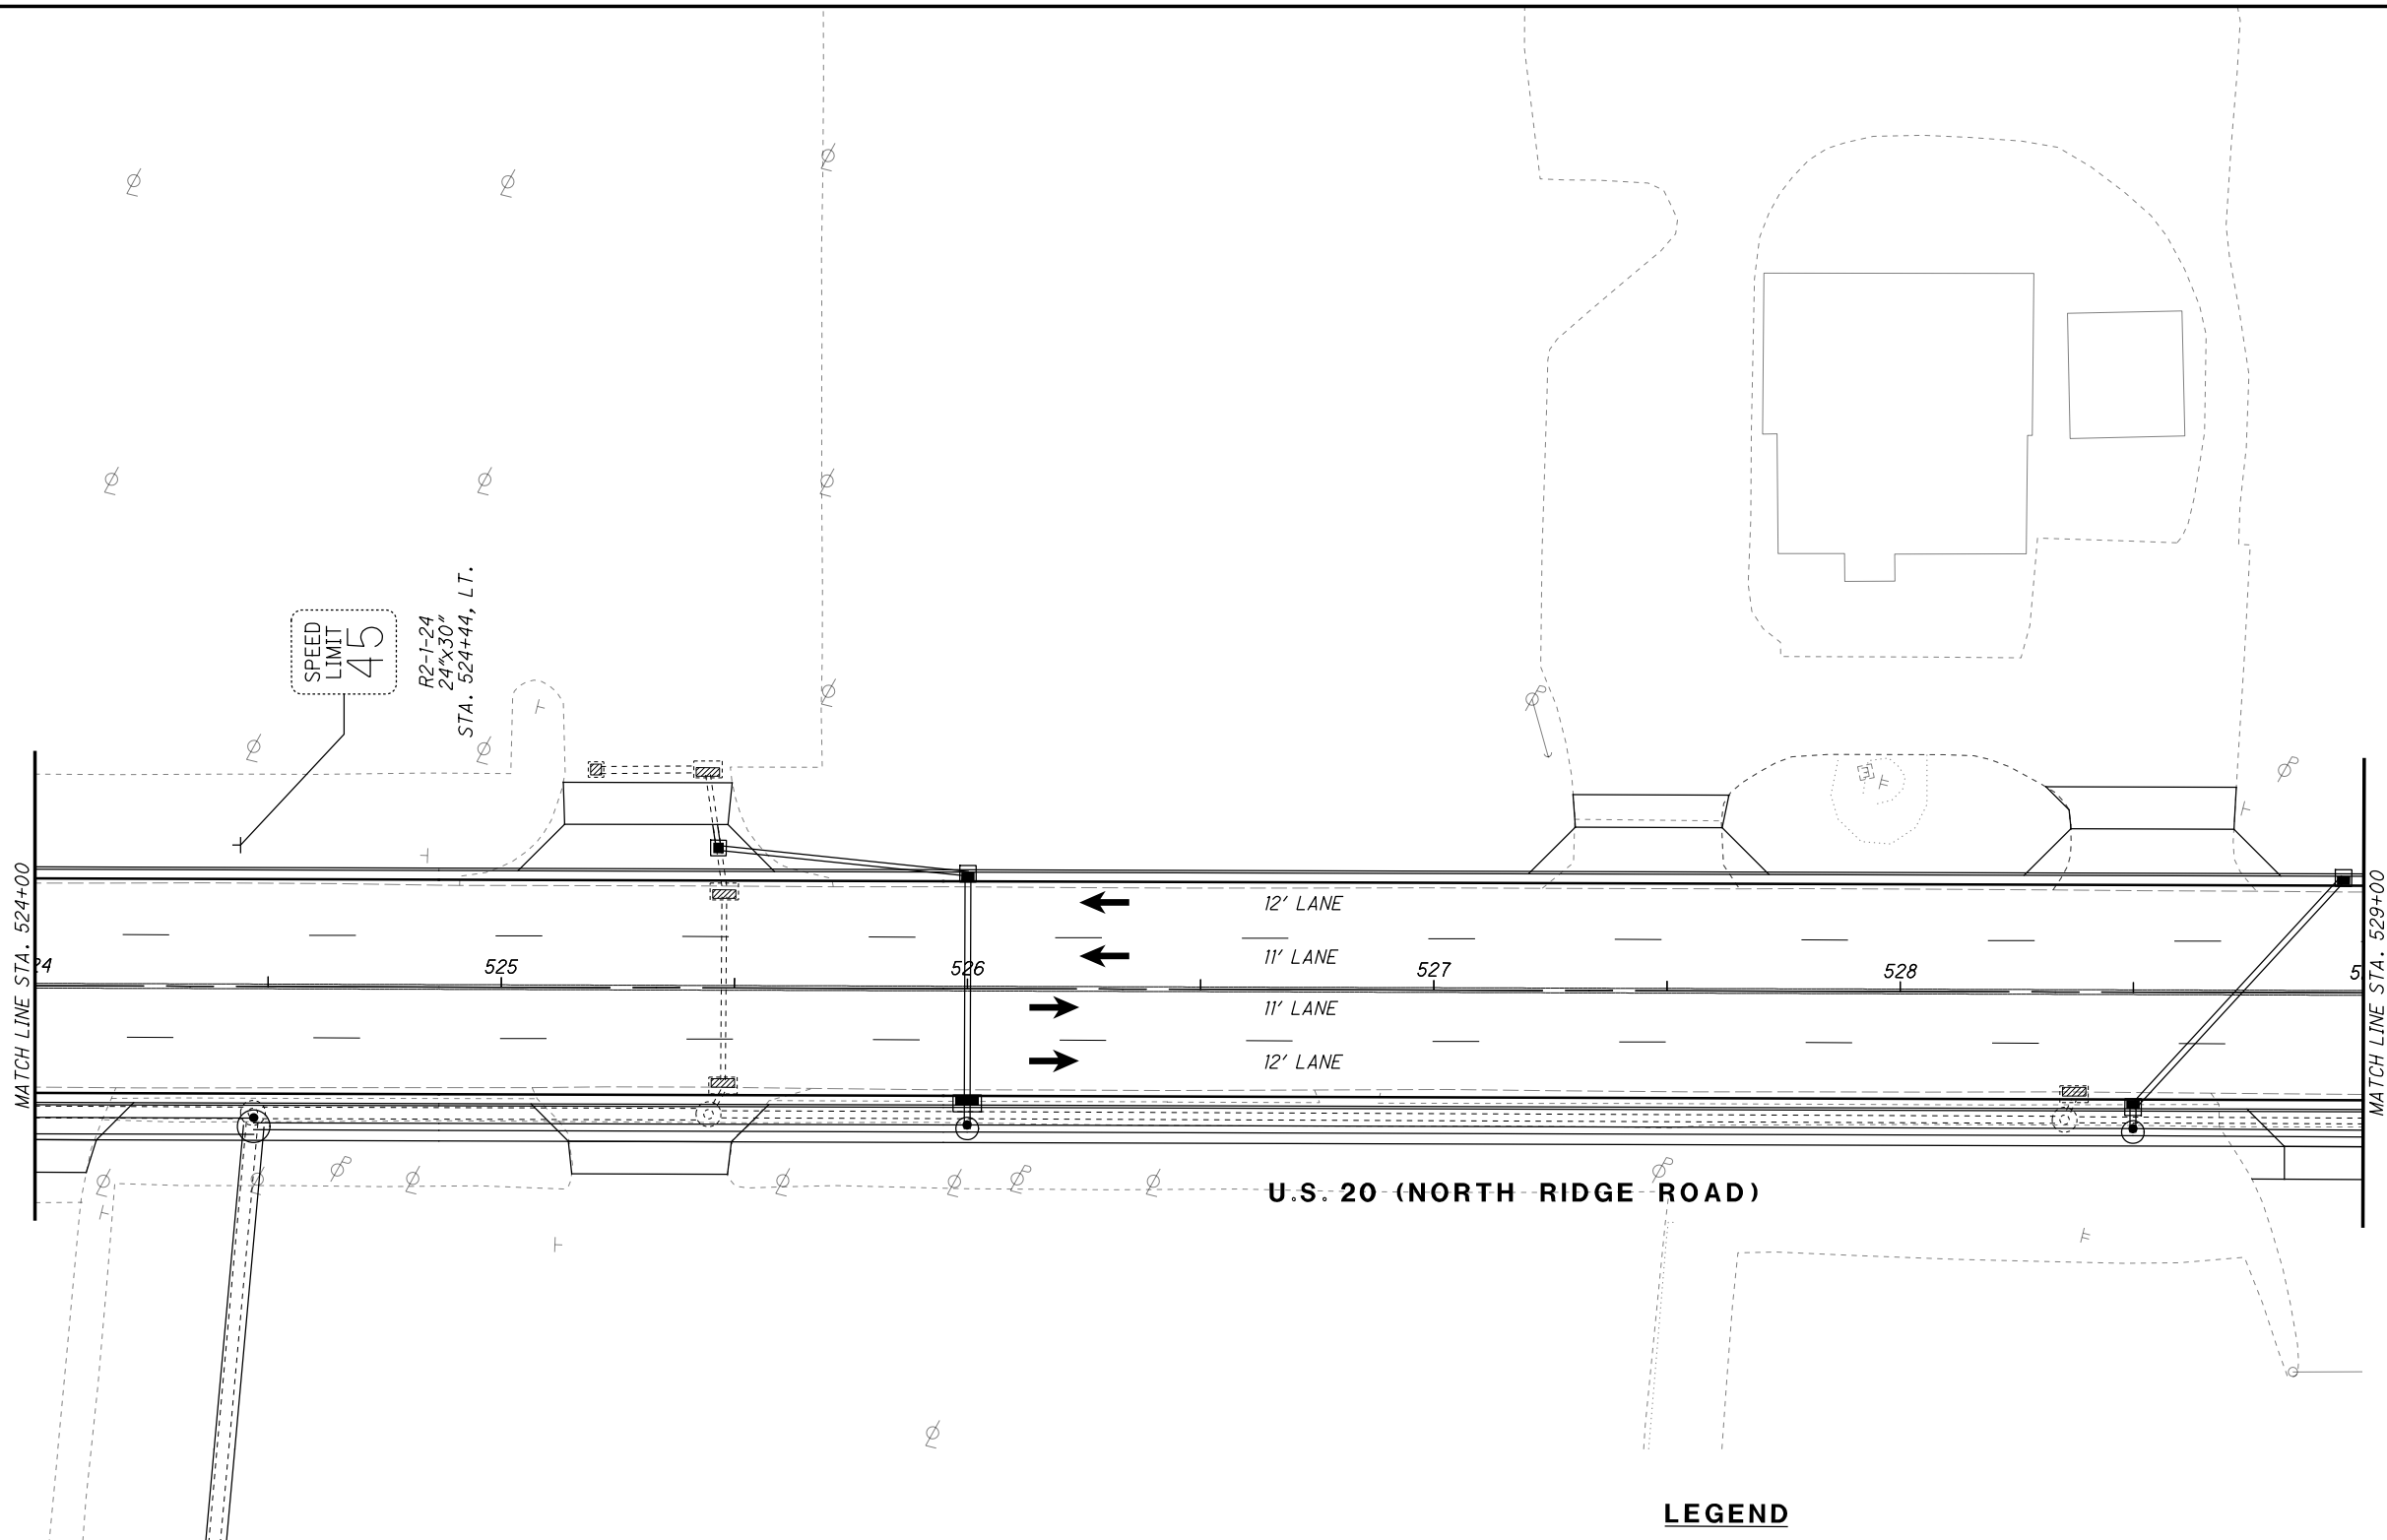 SPEED
LIMIT
45
R2-1-24
24"x30"
STA. 524+44, LT.
MATCH LINE STA. 524+00
MATCH LINE STA. 529+00
12' LANE
11' LANE
24
525
526
527
528
5
11' LANE
12' LANE
U.S. 20 (NORTH RIDGE ROAD)
E
LEGEND